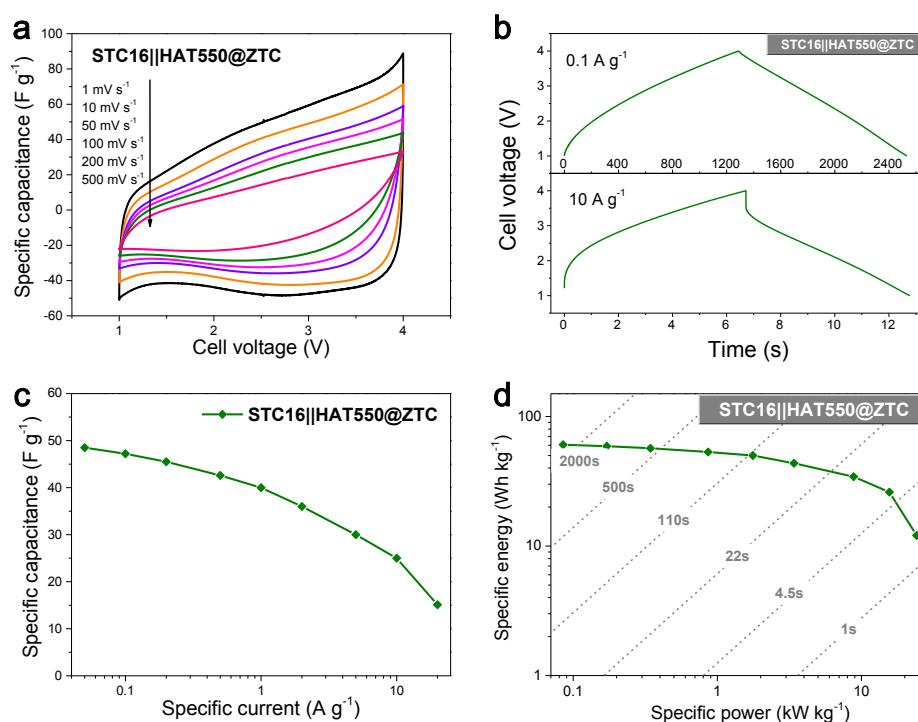 a
STC16||HAT550@ZTC
1 mV s⁻¹
10 mV s⁻¹
50 mV s⁻¹
100 mV s⁻¹
200 mV s⁻¹
500 mV s⁻¹
100
80
60
40
20
0
-20
-40
-60
1 2 3 4
Specific capacitance (F g⁻¹)
Cell voltage (V)
b
STC16||HAT550@ZTC
0.1 A g⁻¹
4
3
2
1
0 400 800 1200 1600 2000 2400
10 A g⁻¹
4
3
2
1
0 2 4 6 8 10 12
Cell voltage (V)
Time (s)
c
STC16||HAT550@ZTC
60
50
40
30
20
10
0
0.1 1 10
Specific capacitance (F g⁻¹)
Specific current (A g⁻¹)
d
STC16||HAT550@ZTC
100
10
1
2000s
500s
110s
22s
4.5s
1s
0.1 1 10
Specific energy (Wh kg⁻¹)
Specific power (kW kg⁻¹)